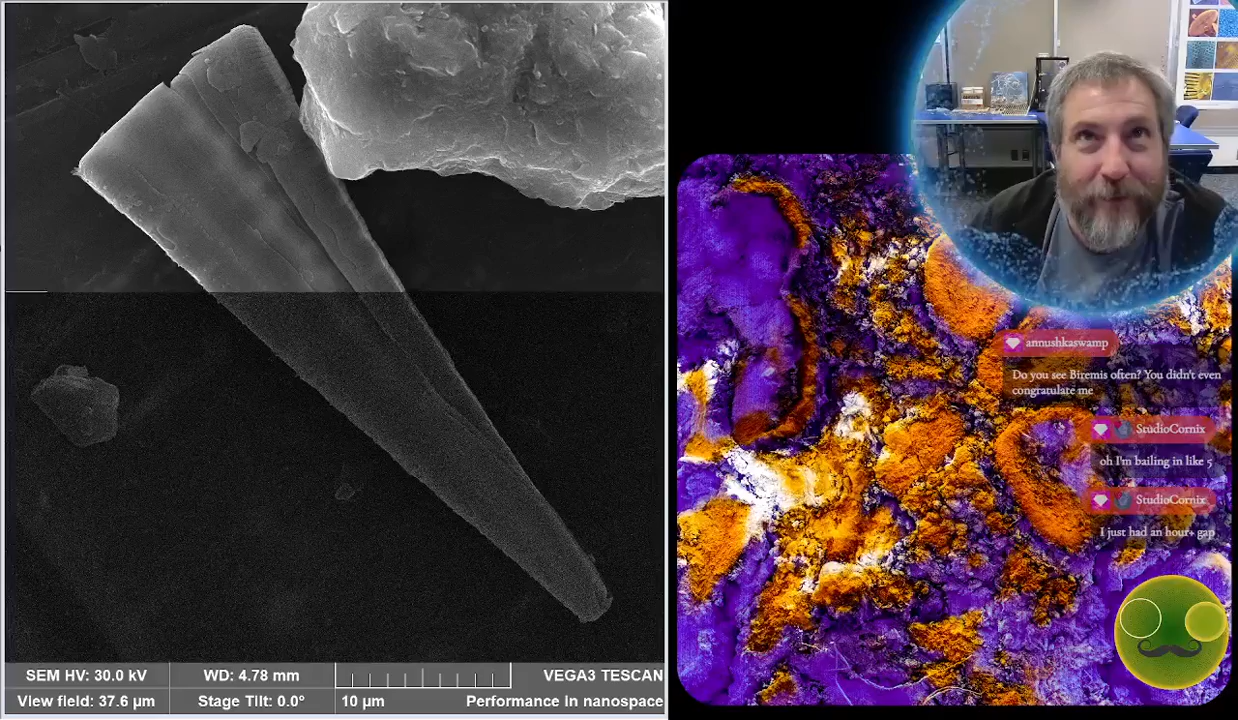 SEM HV: 30.0 kV
WD: 4.78 mm
VEGA3 TESCAN
View field: 37.6 µm
Stage Tilt: 0.0°
10 µm
Performance in nanospace
annushkaswamp
Do you see Biremis often? You didn't even
congratulate me
StudioCornix
oh I'm bailing in like 5
StudioCornix
I just had an hour+ gap